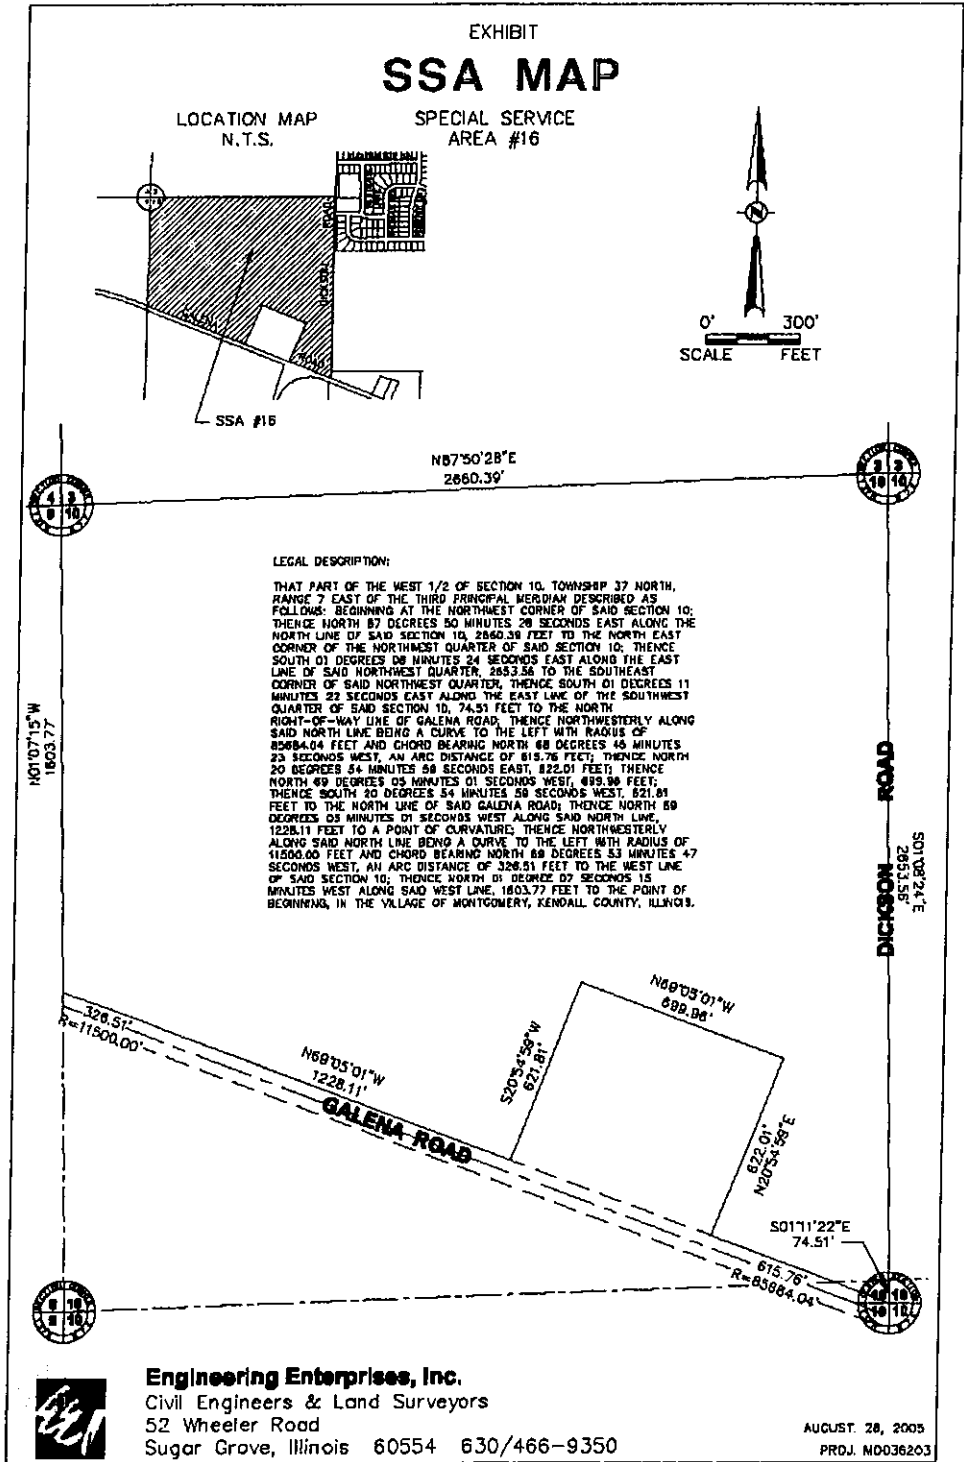 EXHIBIT
SSA MAP
LOCATION MAP
N.T.S.
SPECIAL SERVICE
AREA #16
SSA #16
0' 300'
SCALE FEET
N87°50'28"E
2660.39'
4 3
9 10
3 3
10 10
LEGAL DESCRIPTION:
THAT PART OF THE WEST 1/2 OF SECTION 10, TOWNSHIP 37 NORTH,
RANGE 7 EAST OF THE THIRD PRINCIPAL MERIDIAN DESCRIBED AS
FOLLOWS: BEGINNING AT THE NORTHWEST CORNER OF SAID SECTION 10;
THENCE NORTH 87 DEGREES 50 MINUTES 28 SECONDS EAST ALONG THE
NORTH LINE OF SAID SECTION 10, 2660.39 FEET TO THE NORTH EAST
CORNER OF THE NORTHWEST QUARTER OF SAID SECTION 10; THENCE
SOUTH 01 DEGREES 08 MINUTES 24 SECONDS EAST ALONG THE EAST
LINE OF SAID NORTHWEST QUARTER, 2653.56 TO THE SOUTHEAST
CORNER OF SAID NORTHWEST QUARTER, THENCE SOUTH 01 DEGREES 11
MINUTES 22 SECONDS EAST ALONG THE EAST LINE OF THE SOUTHWEST
QUARTER OF SAID SECTION 10, 74.51 FEET TO THE NORTH
RIGHT-OF-WAY LINE OF GALENA ROAD; THENCE NORTHWESTERLY ALONG
SAID NORTH LINE BEING A CURVE TO THE LEFT WITH RADIUS OF
85684.04 FEET AND CHORD BEARING NORTH 68 DEGREES MINUTES
23 SECONDS WEST, AN ARC DISTANCE OF 615.76 FEET; THENCE NORTH
20 DEGREES 54 MINUTES 59 SECONDS EAST, 622.01 FEET; THENCE
NORTH 69 DEGREES 05 MINUTES 01 SECONDS WEST, 699.96 FEET;
THENCE SOUTH 20 DEGREES 54 MINUTES 59 SECONDS WEST, 621.81
FEET TO THE NORTH LINE OF SAID GALENA ROAD; THENCE NORTH 69
DEGREES 05 MINUTES 01 SECONDS WEST ALONG SAID NORTH LINE,
1228.11 FEET TO A POINT OF CURVATURE; THENCE NORTHWESTERLY
ALONG SAID NORTH LINE BEING A CURVE TO THE LEFT WITH RADIUS OF
11500.00 FEET AND CHORD BEARING NORTH 69 DEGREES 53 MINUTES 47
SECONDS WEST, AN ARC DISTANCE OF 326.51 FEET TO THE WEST LINE
OF SAID SECTION 10; THENCE NORTH 01 DEGREE 07 SECONDS 15
MINUTES WEST ALONG SAID WEST LINE, 1603.77 FEET TO THE POINT OF
BEGINNING, IN THE VILLAGE OF MONTGOMERY, KENDALL COUNTY, ILLINOIS.
N01°07'15"W
1603.77'
DICKSON ROAD
S01°08'24"E
2653.56'
326.51'
R=11500.00'
N69°05'01"W
1228.11'
GALENA ROAD
S20°54'59"W
621.81'
N69°05'01"W
699.96'
622.01'
N20°54'59"E
S01°11'22"E
74.51'
615.76'
R=85684.04'
Engineering Enterprises, Inc.
Civil Engineers & Land Surveyors
52 Wheeler Road
Sugar Grove, Illinois 60554 630/466-9350
AUGUST. 28, 2005
PROJ. MO036203